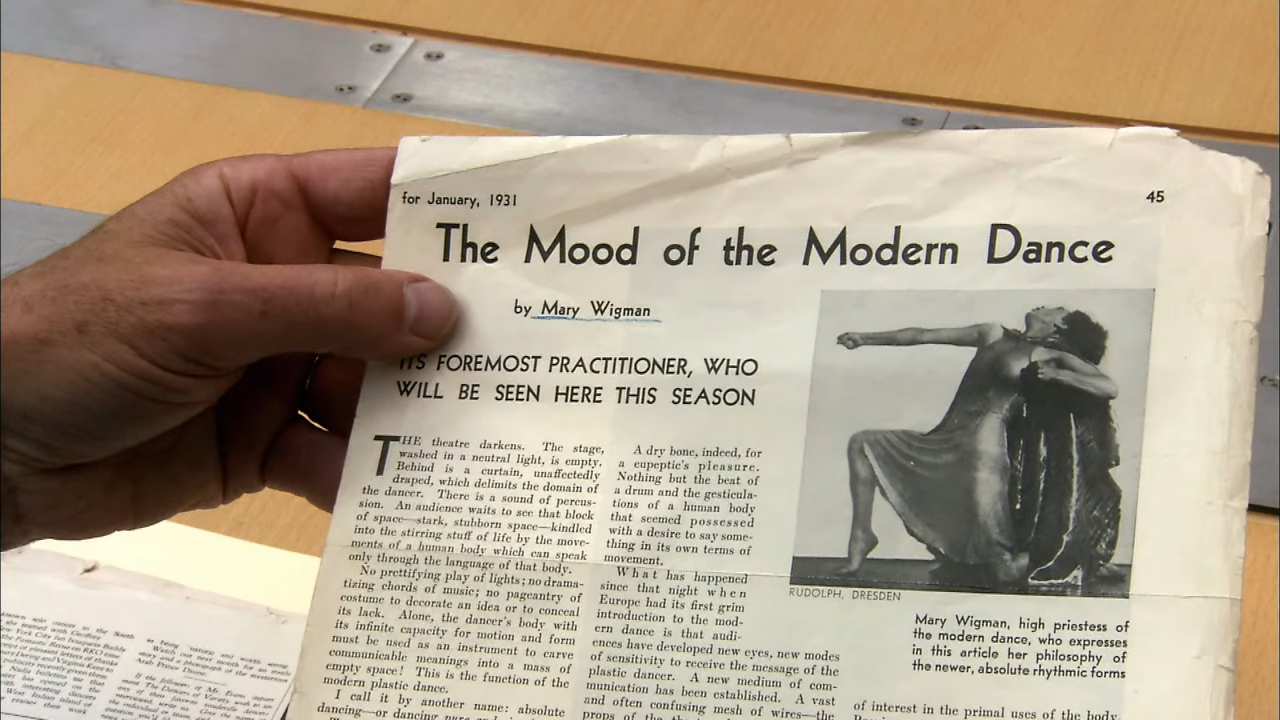 for January, 1931
45
The Mood of the Modern Dance
by Mary Wigman
ITS FOREMOST PRACTITIONER, WHO
WILL BE SEEN HERE THIS SEASON
THE theatre darkens. The stage,
washed in a neutral light, is empty.
Behind is a curtain, unaffectedly
draped, which delimits the domain of
the dancer. There is a sound of percus-
sion. An audience waits to see that block
of space—stark, stubborn space—kindled
into the stirring stuff of life by the move-
ments of a human body which can speak
only through the language of that body.
No prettifying play of lights; no drama-
tizing chords of music; no pageantry of
costume to decorate an idea or to conceal
its lack. Alone, the dancer's body with
its infinite capacity for motion and form
must be used as an instrument to carve
communicable meanings into a mass of
empty space! This is the function of the
modern plastic dance.
I call it by another name: absolute
dancing—or dancing pure and
A dry bone, indeed, for
a eupeptic's pleasure.
Nothing but the beat of
a drum and the gesticula-
tions of a human body
that seemed possessed
with a desire to say some-
thing in its own terms of
movement.
What has happened
since that night when
Europe had its first grim
introduction to the mod-
ern dance is that audi-
ences have developed new eyes, new modes
of sensitivity to receive the message of the
plastic dancer. A new medium of com-
munication has been established. A vast
and often confusing mesh of wires—the
props of the
RUDOLPH, DRESDEN
Mary Wigman, high priestess of
the modern dance, who expresses
in this article her philosophy of
the newer, absolute rhythmic forms
of interest in the primal uses of the body.